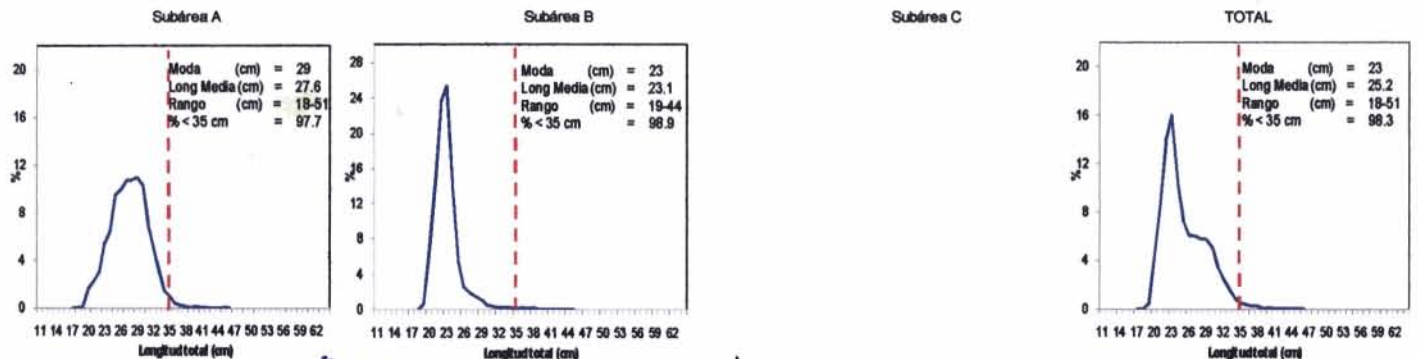 Subárea A
Subárea B
Subárea C
TOTAL
Moda (cm) = 29
Long Media (cm) = 27.6
Rango (cm) = 18-51
% < 35 cm = 97.7
20
16
12
8
4
0
%
11 14 17 20 23 26 29 32 35 38 41 44 47 50 53 56 59 62
Longitud total (cm)
Moda (cm) = 23
Long Media (cm) = 23.1
Rango (cm) = 19-44
% < 35 cm = 98.9
28
24
20
16
12
8
4
0
%
11 14 17 20 23 26 29 32 35 38 41 44 47 50 53 56 59 62
Longitud total (cm)
Moda (cm) = 23
Long Media (cm) = 25.2
Rango (cm) = 18-51
% < 35 cm = 98.3
20
16
12
8
4
0
%
11 14 17 20 23 26 29 32 35 38 41 44 47 50 53 56 59 62
Longitud total (cm)